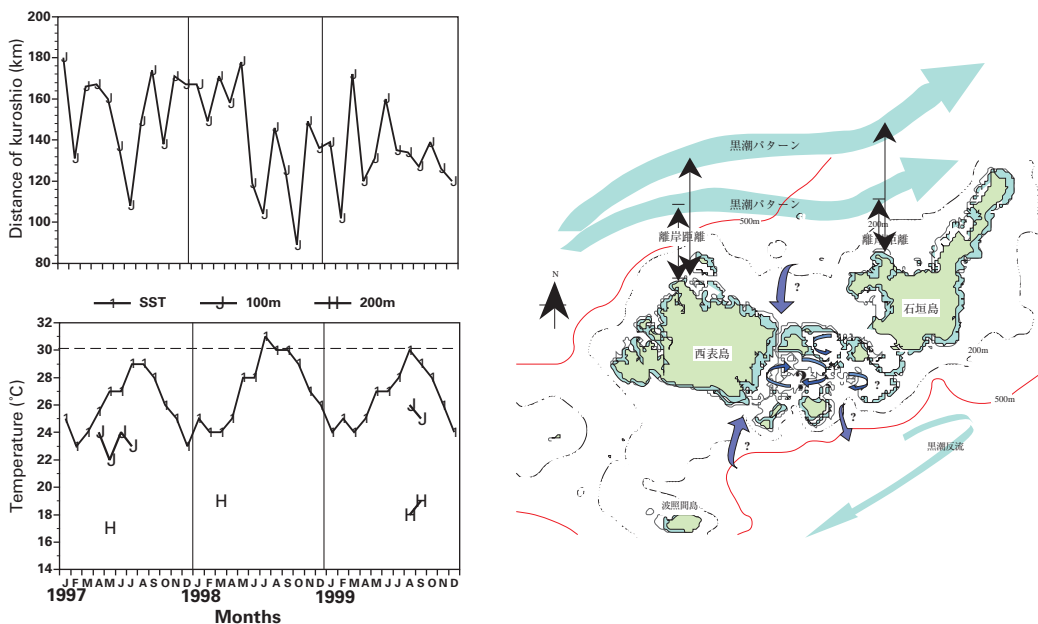 200
180
160
140
120
100
80
Distance of kuroshio (km)
SST
100m
200m
32
30
28
26
24
22
20
18
16
14
Temperature (˚C)
J F M A M J J A S O N D J F M A M J J A S O N D J F M A M J J A S O N D
1997 1998 1999
Months
黒潮パターン
黒潮パターン
500m
200m
離岸距離
離岸距離
N
?
石垣島
西表島
200m
?
?
500m
?
黒潮反流
波照間島